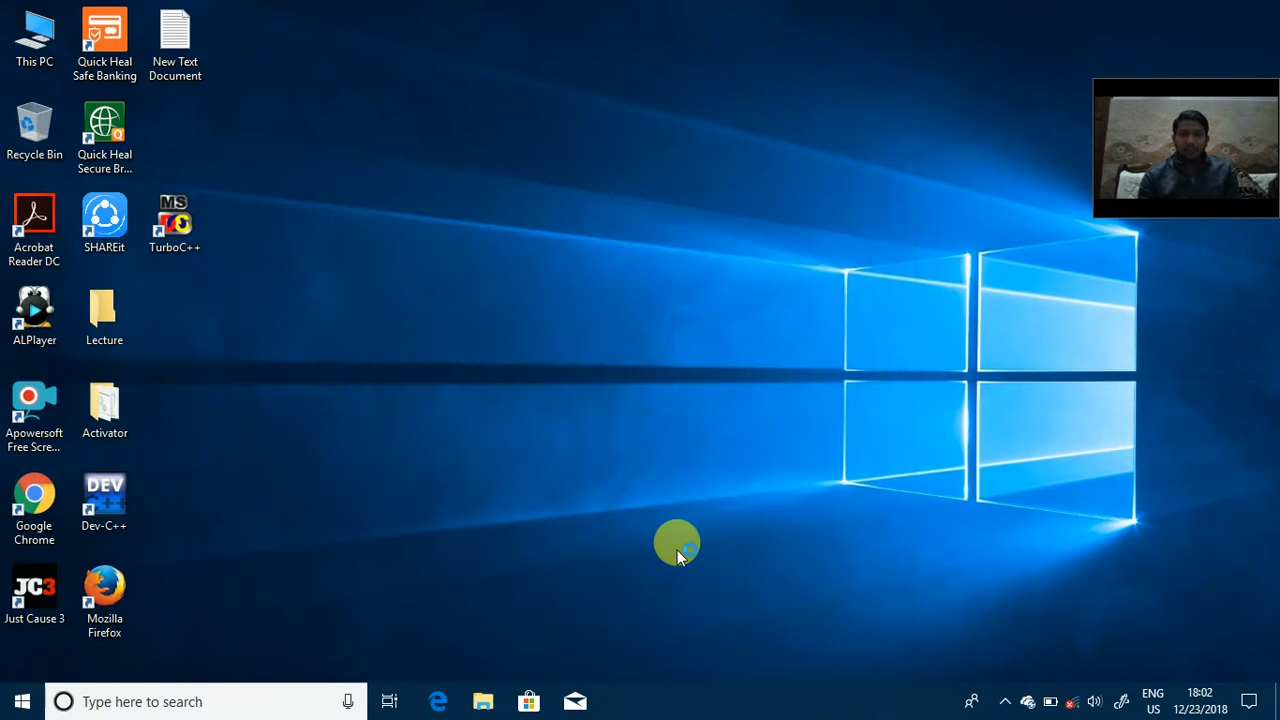 This PC
Quick Heal
Safe Banking
New Text
Document
Recycle Bin
Quick Heal
Secure Br...
Acrobat
Reader DC
SHAREit
MS
TurboC++
ALPlayer
Lecture
Apowersoft
Free Scre...
Activator
Google
Chrome
DEV
C++
Dev-C++
JC3
Just Cause 3
Mozilla
Firefox
Type here to search
ENG
US
18:02
12/23/2018